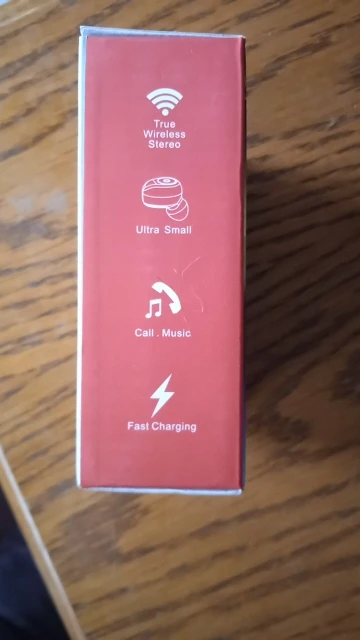 True
Wireless
Stereo
Ultra Small
Call . Music
Fast Charging